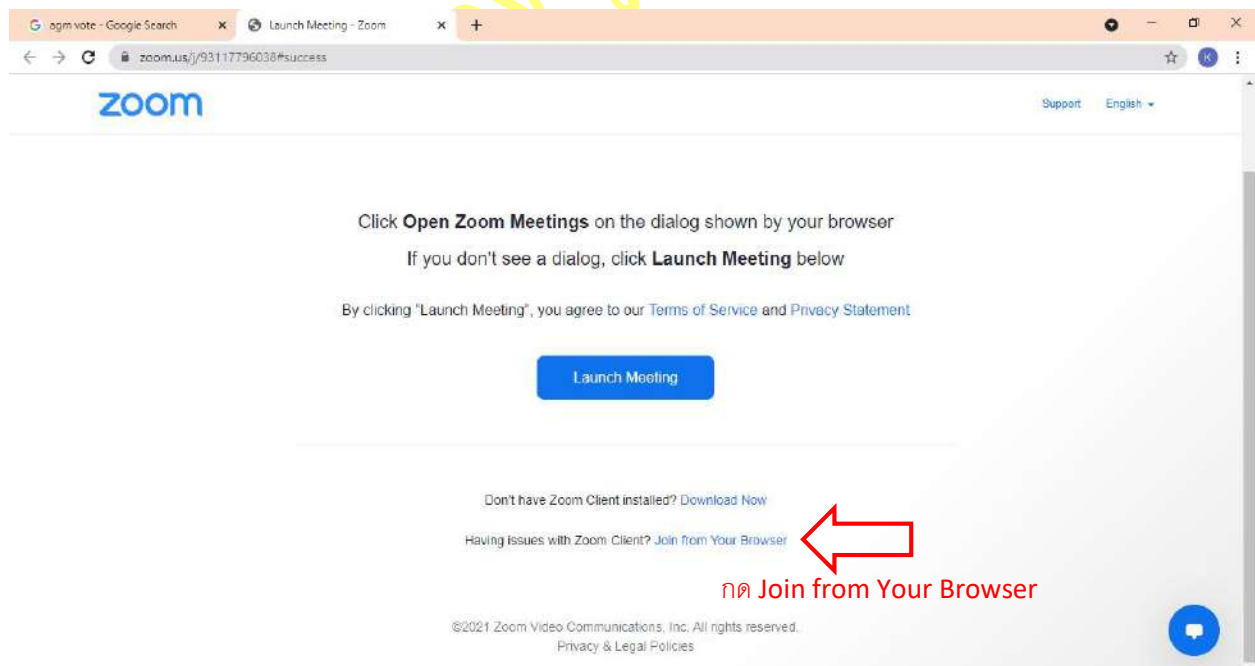 agm vote - Google Search
Launch Meeting - Zoom
zoom.us/j/93117796038#success
K
zoom
Support English
Click Open Zoom Meetings on the dialog shown by your browser
If you don't see a dialog, click Launch Meeting below
By clicking "Launch Meeting", you agree to our Terms of Service and Privacy Statement
Launch Meeting
Don't have Zoom Client installed? Download Now
Having issues with Zoom Client? Join from Your Browser
กด Join from Your Browser
©2021 Zoom Video Communications, Inc. All rights reserved.
Privacy & Legal Policies